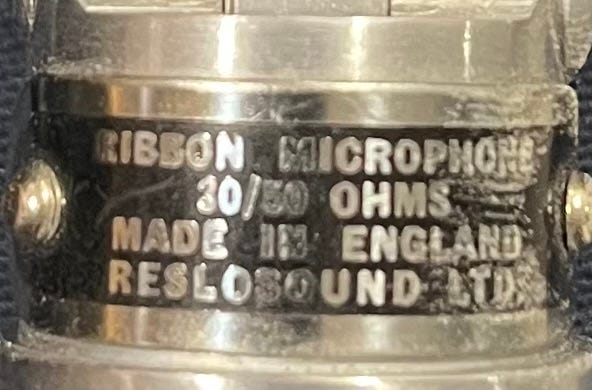 RIBBON MICROPHONE
30/50 OHMS
MADE IN ENGLAND
RESLOSOUND LTD